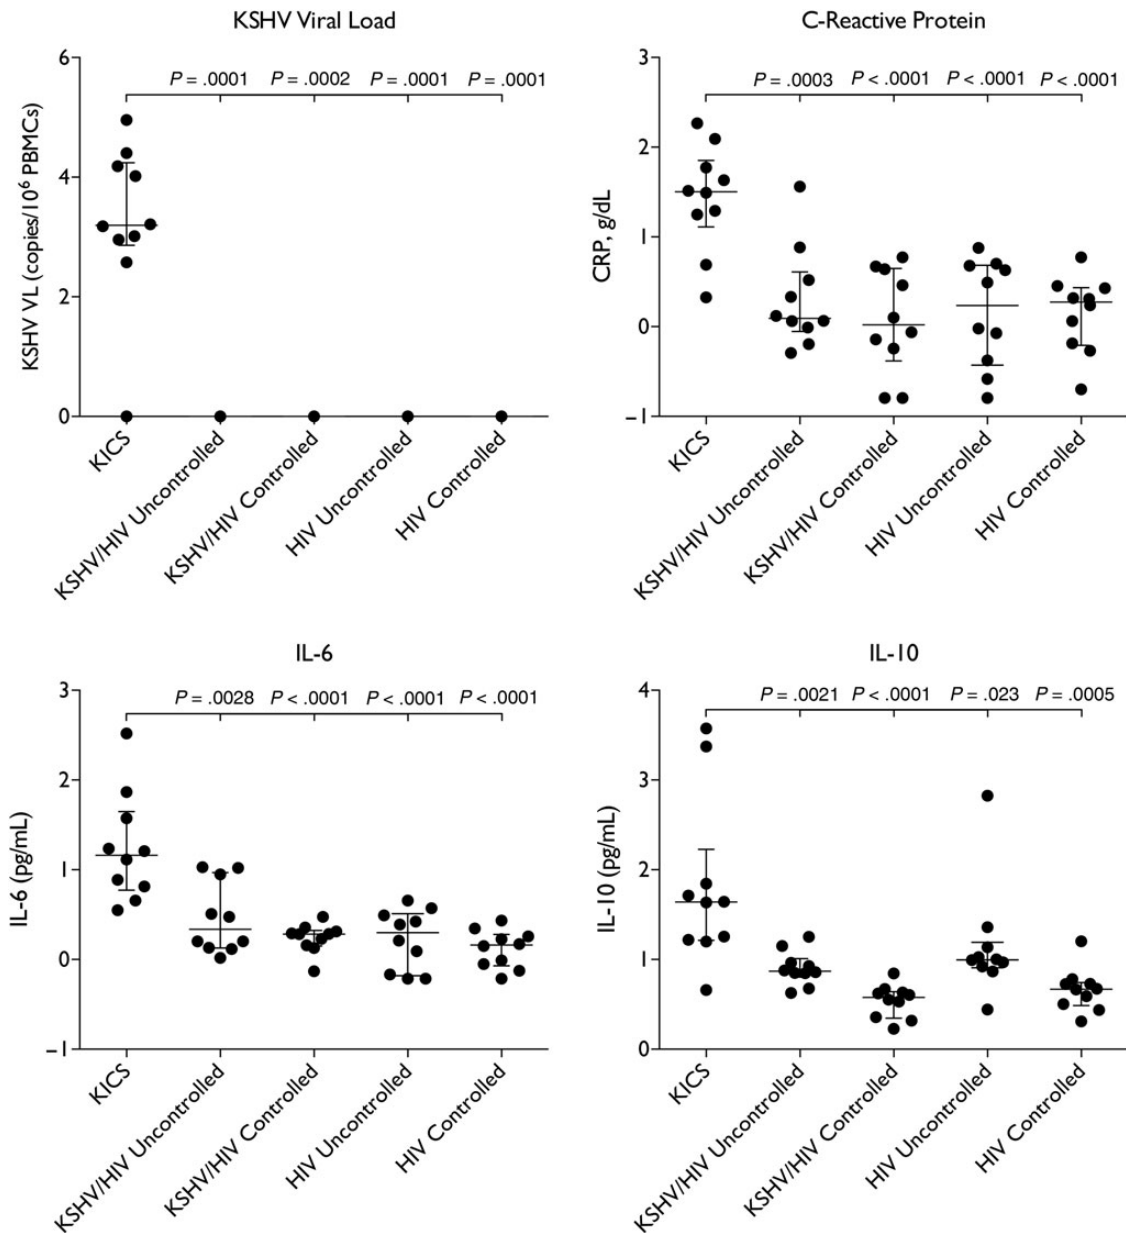 KSHV Viral Load
P = .0001 P = .0002 P = .0001 P = .0001
6
4
2
0
KSHV VL (copies/10⁶ PBMCs)
KICS
KSHV/HIV Uncontrolled
KSHV/HIV Controlled
HIV Uncontrolled
HIV Controlled
C-Reactive Protein
P = .0003 P < .0001 P < .0001 P < .0001
3
2
1
0
−1
CRP, g/dL
KICS
KSHV/HIV Uncontrolled
KSHV/HIV Controlled
HIV Uncontrolled
HIV Controlled
IL-6
P = .0028 P < .0001 P < .0001 P < .0001
3
2
1
0
−1
IL-6 (pg/mL)
KICS
KSHV/HIV Uncontrolled
KSHV/HIV Controlled
HIV Uncontrolled
HIV Controlled
IL-10
P = .0021 P < .0001 P = .023 P = .0005
4
3
2
1
0
IL-10 (pg/mL)
KICS
KSHV/HIV Uncontrolled
KSHV/HIV Controlled
HIV Uncontrolled
HIV Controlled